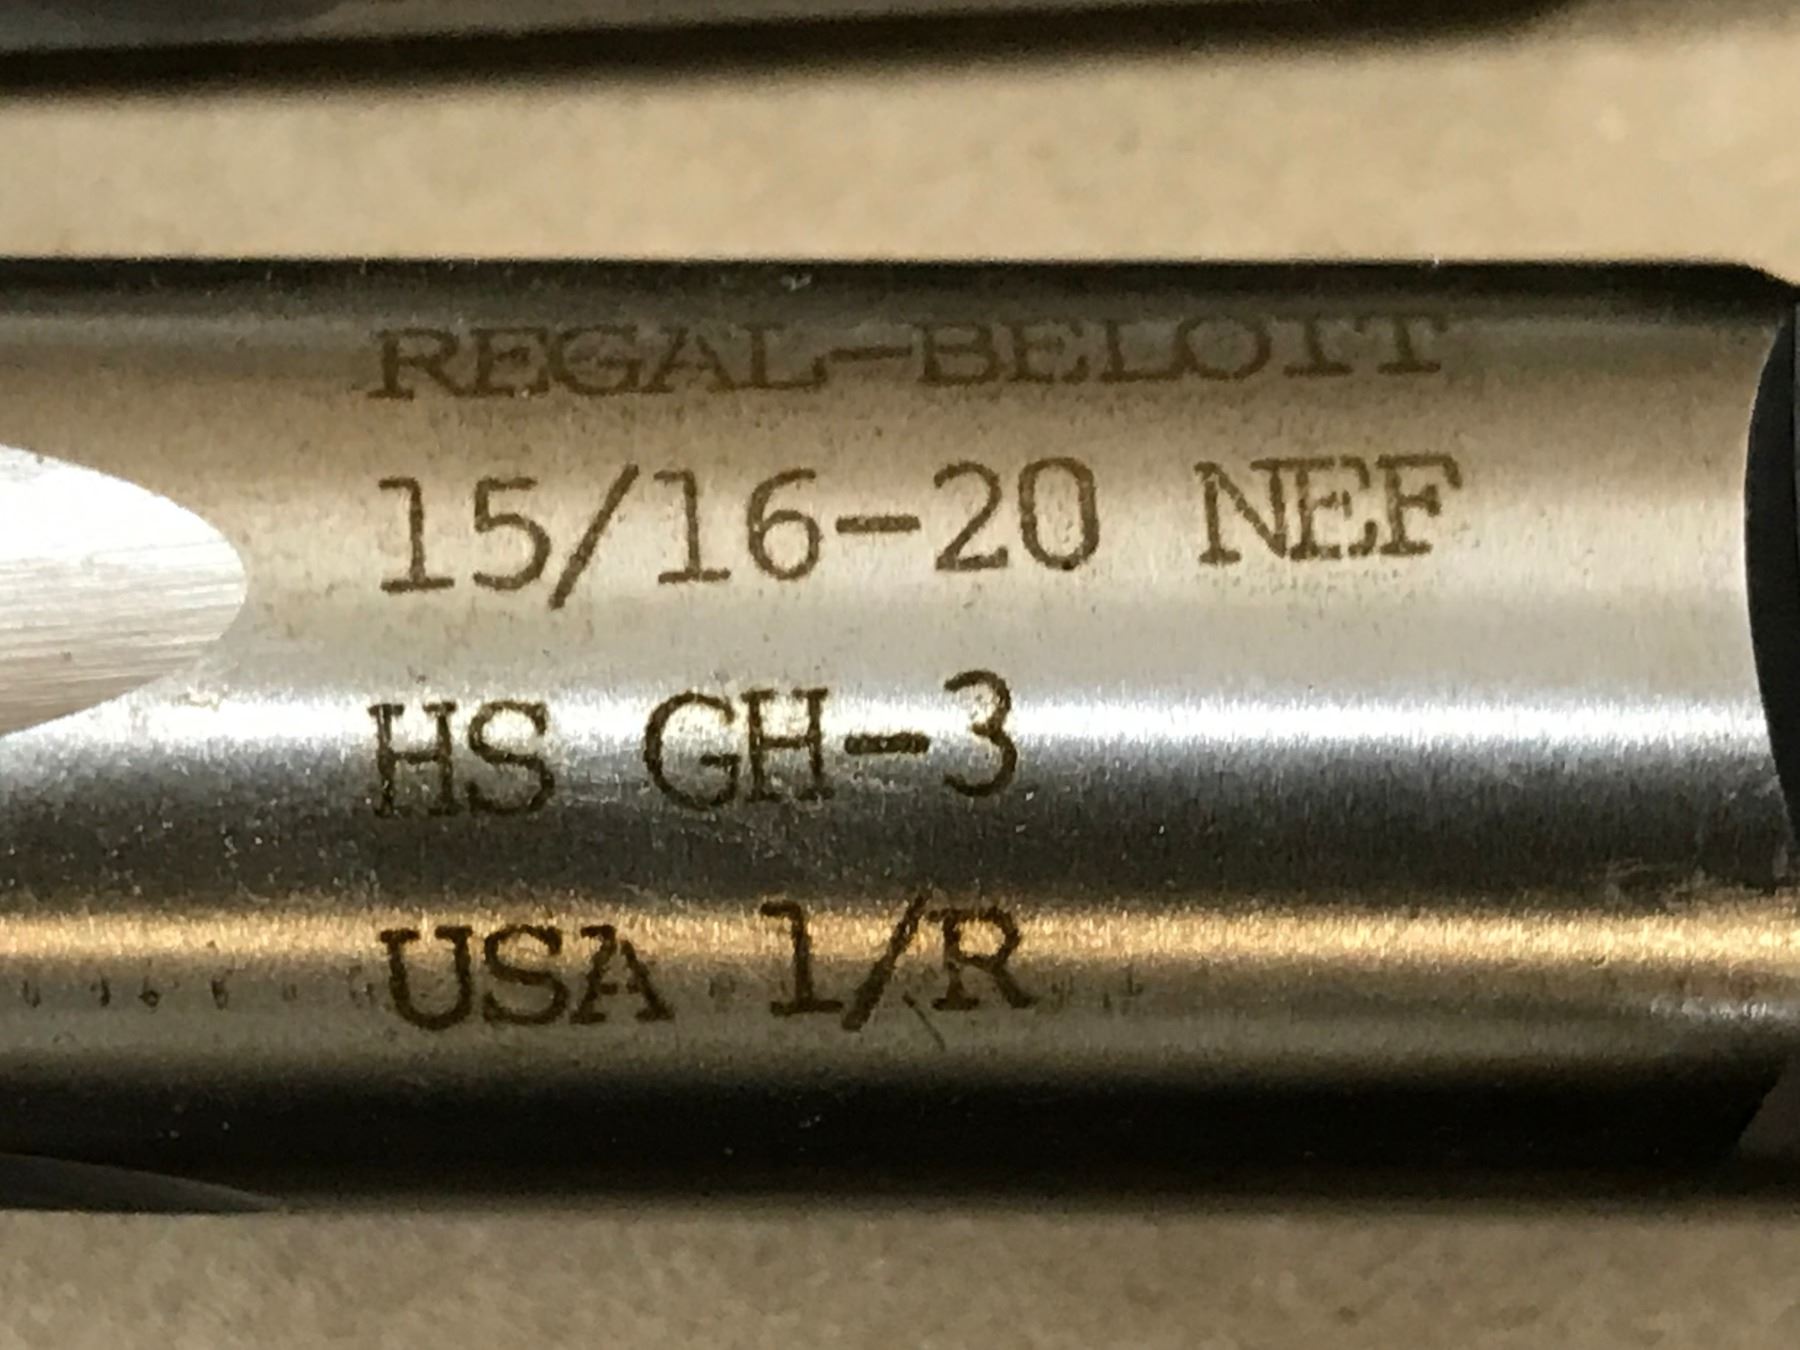 REGAL-BELOIT
15/16-20 NEF
HS GH-3
USA 1/R